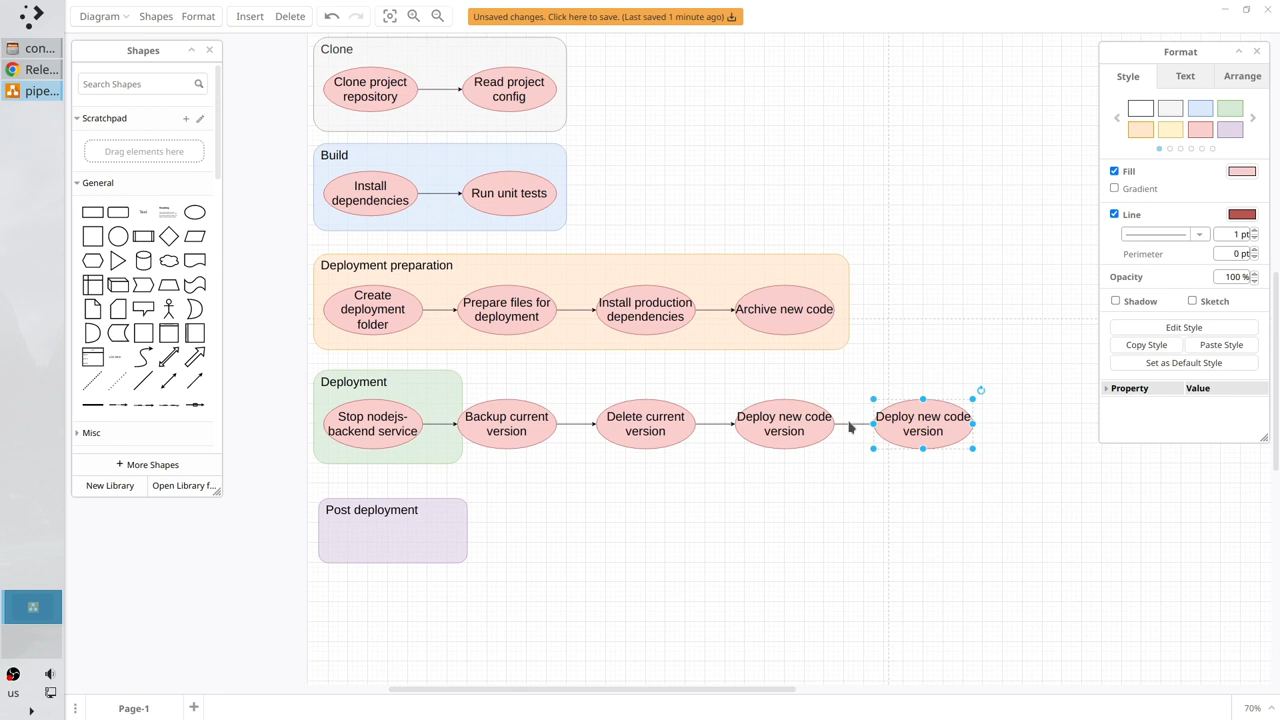 Diagram Shapes Format Insert Delete Unsaved changes. Click here to save. (Last saved 1 minute ago)
con...
Rele...
pipe...
us
Shapes
Search Shapes
Scratchpad
Drag elements here
General
Text
Heading
Misc
More Shapes
New Library Open Library f...
Clone
Clone project
repository
Read project
config
Build
Install
dependencies
Run unit tests
Deployment preparation
Create
deployment
folder
Prepare files for
deployment
Install production
dependencies
Archive new code
Deployment
Stop nodejs-
backend service
Backup current
version
Delete current
version
Deploy new code
version
Deploy new code
version
Post deployment
Format
Style Text Arrange
Fill
Gradient
Line
1 pt
Perimeter 0 pt
Opacity 100 %
Shadow Sketch
Edit Style
Copy Style Paste Style
Set as Default Style
Property Value
Page-1
70%